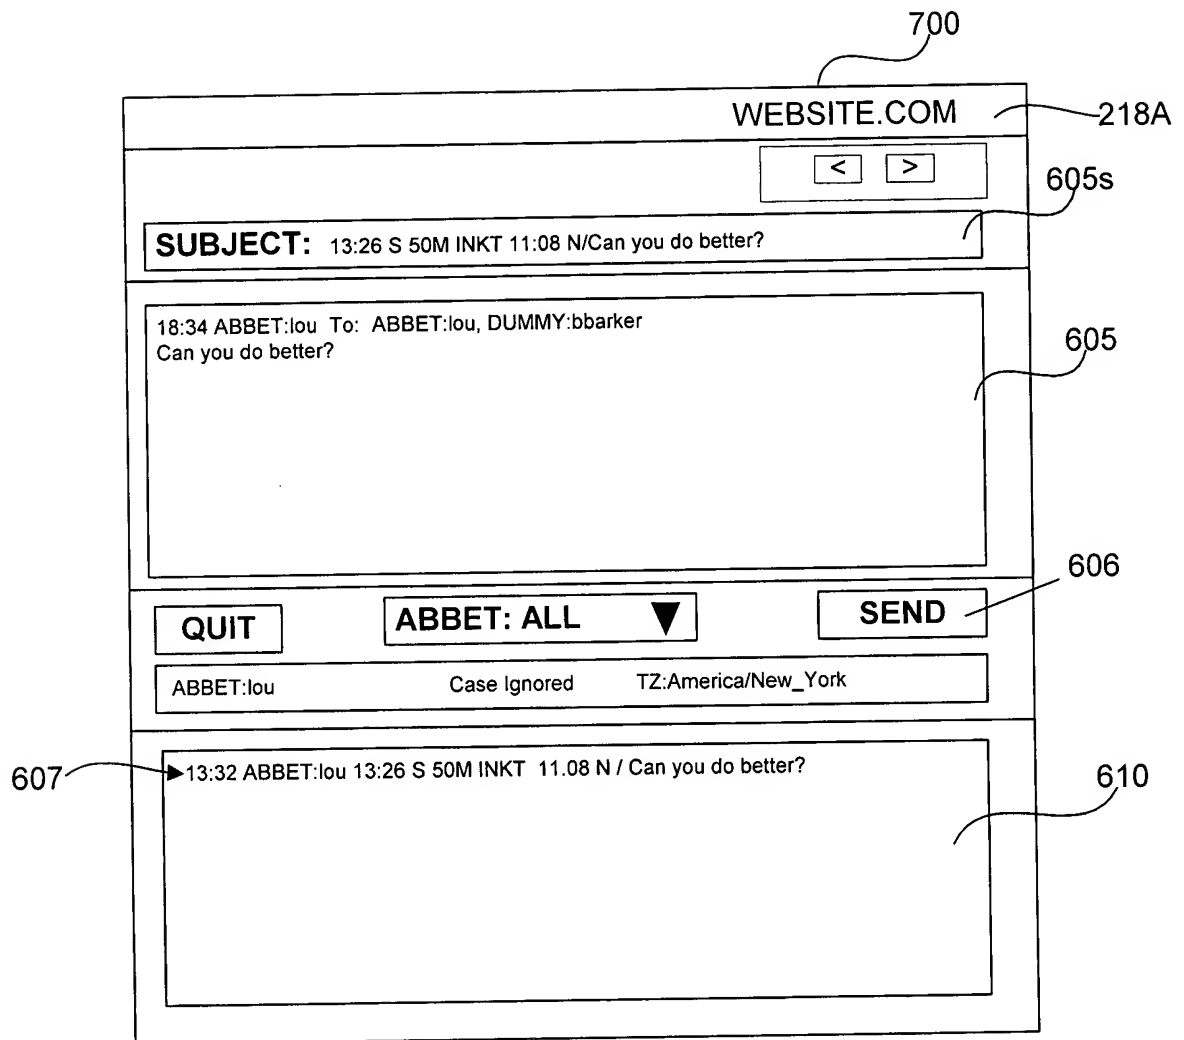 700
WEBSITE.COM
218A
< >
605s
SUBJECT: 13:26 S 50M INKT 11:08 N/Can you do better?
18:34 ABBET:lou To: ABBET:lou, DUMMY:bbarker
Can you do better?
605
606
QUIT ABBET: ALL SEND
ABBET:lou Case Ignored TZ:America/New_York
607
13:32 ABBET:lou 13:26 S 50M INKT 11.08 N / Can you do better?
610